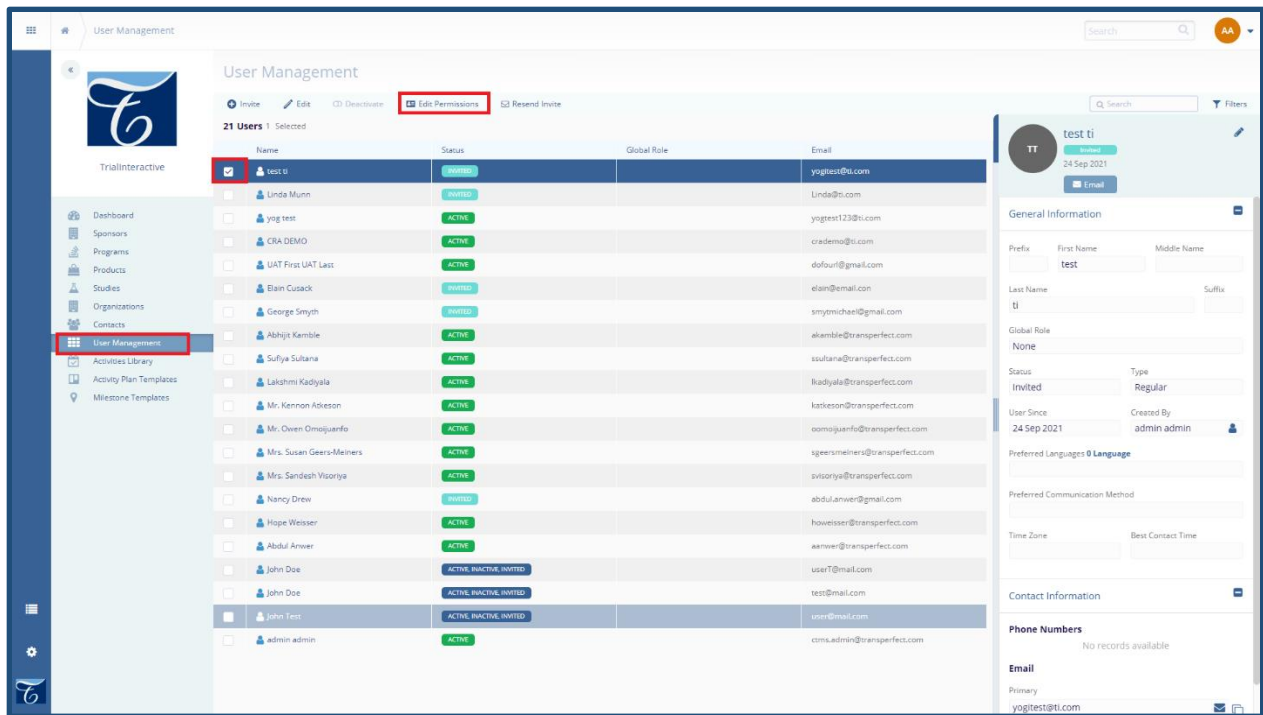 User Management
Search
AA
User Management
Invite Edit Deactivate Edit Permissions Resend Invite
Search Filters
21 Users 1 Selected
TrialInteractive
Dashboard
Sponsors
Programs
Products
Studies
Organizations
Contacts
User Management
Activities Library
Activity Plan Templates
Milestone Templates
Name Status Global Role Email
test ti INVITED yogitest@ti.com
Linda Munn INVITED Linda@ti.com
yog test ACTIVE yogtest123@ti.com
CRA DEMO ACTIVE crademo@ti.com
UAT First UAT Last ACTIVE dofourl@gmail.com
Elain Cusack INVITED elain@email.con
George Smyth INVITED smytmichael@gmail.com
Abhijit Kamble ACTIVE akamble@transperfect.com
Sufiya Sultana ACTIVE ssultana@transperfect.com
Lakshmi Kadiyala ACTIVE lkadiyala@transperfect.com
Mr. Kennon Atkeson ACTIVE katkeson@transperfect.com
Mr. Owen Omoijuanfo ACTIVE oomoijuanfo@transperfect.com
Mrs. Susan Geers-Meiners ACTIVE sgeersmeiners@transperfect.com
Mrs. Sandesh Visoriya ACTIVE svisoriya@transperfect.com
Nancy Drew INVITED abdul.anwer@gmail.com
Hope Weisser ACTIVE howeisser@transperfect.com
Abdul Anwer ACTIVE aanwer@transperfect.com
John Doe ACTIVE, INACTIVE, INVITED userT@mail.com
John Doe ACTIVE, INACTIVE, INVITED test@mail.com
John Test ACTIVE, INACTIVE, INVITED user@mail.com
admin admin ACTIVE ctms.admin@transperfect.com
TT
test ti
Invited
24 Sep 2021
Email
General Information
Prefix First Name Middle Name
test
Last Name Suffix
ti
Global Role
None
Status Type
Invited Regular
User Since Created By
24 Sep 2021 admin admin
Preferred Languages 0 Language
Preferred Communication Method
Time Zone Best Contact Time
Contact Information
Phone Numbers
No records available
Email
Primary
yogitest@ti.com